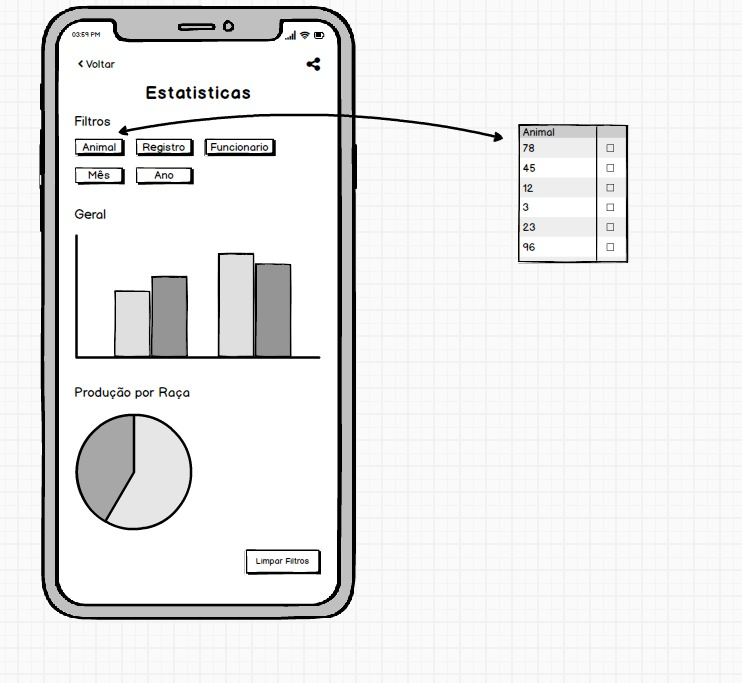 03:59 PM
Voltar
Estatisticas
Filtros
Animal Registro Funcionario
Mês Ano
Geral
Produção por Raça
Limpar Filtros
Animal
78
45
12
3
23
96